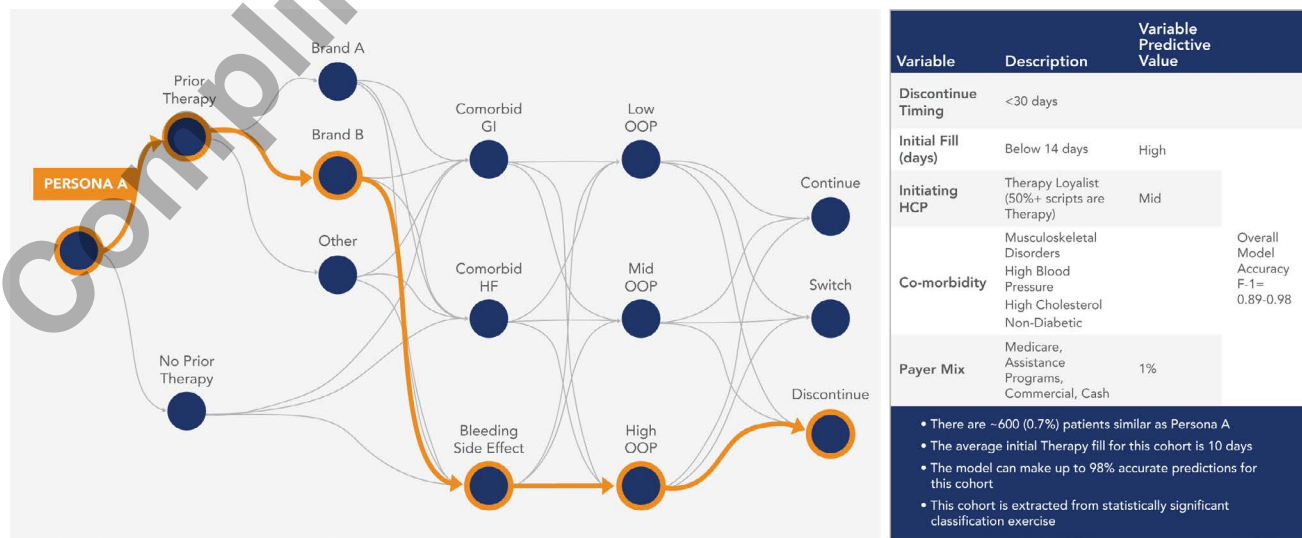 Compli
Brand A
Prior
Therapy
Brand B
PERSONA A
Other
No Prior
Therapy
Comorbid
GI
Comorbid
HF
Bleeding
Side Effect
Low
OOP
Mid
OOP
High
OOP
Continue
Switch
Discontinue
Variable
Description
Variable
Predictive
Value
Discontinue
Timing
<30 days
Initial Fill
(days)
Below 14 days
High
Initiating
HCP
Therapy Loyalist
(50%+ scripts are
Therapy)
Mid
Co-morbidity
Musculoskeletal
Disorders
High Blood
Pressure
High Cholesterol
Non-Diabetic
Payer Mix
Medicare,
Assistance
Programs,
Commercial, Cash
1%
Overall
Model
Accuracy
F-1=
0.89-0.98
• There are ~600 (0.7%) patients similar as Persona A
• The average initial Therapy fill for this cohort is 10 days
• The model can make up to 98% accurate predictions for
this cohort
• This cohort is extracted from statistically significant
classification exercise